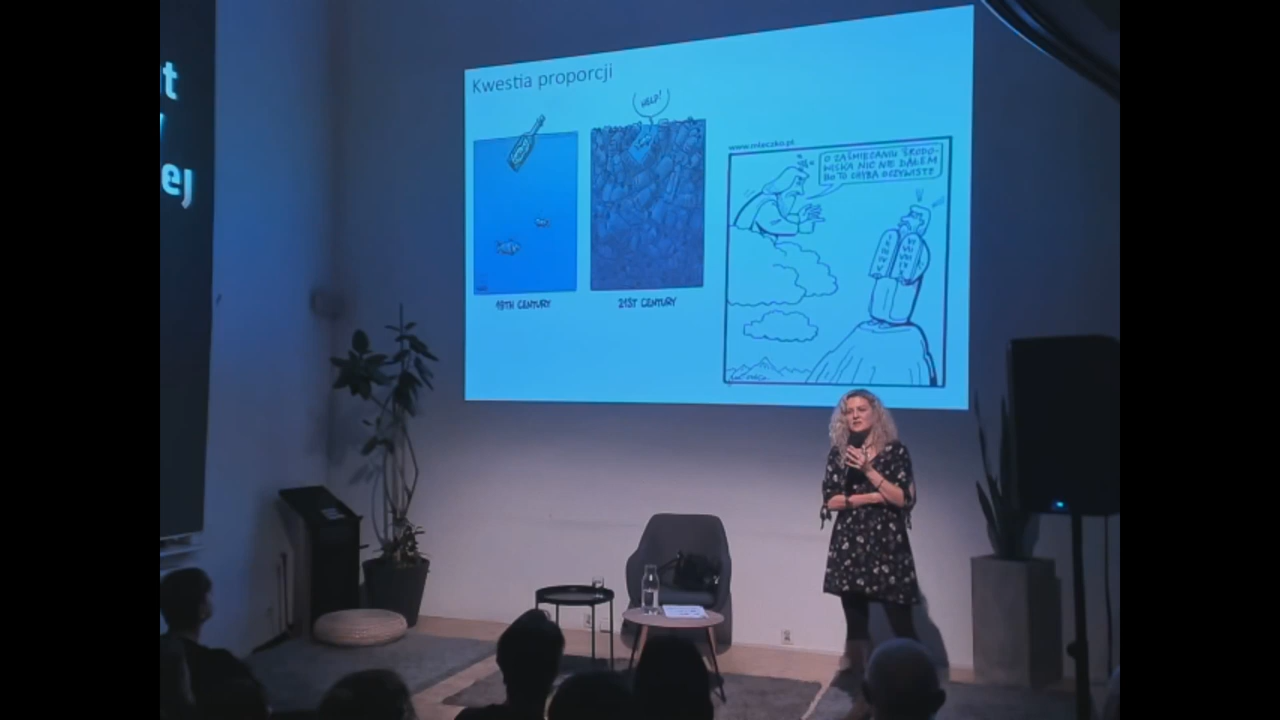 t
ej
Kwestia proporcji
HELP!
19TH CENTURY
21ST CENTURY
www.mleczko.pl
O ZAŚMIECANIU ŚRODO-
WISKA NIC NIE DAŁEM
BO TO CHYBA OCZYWISTE